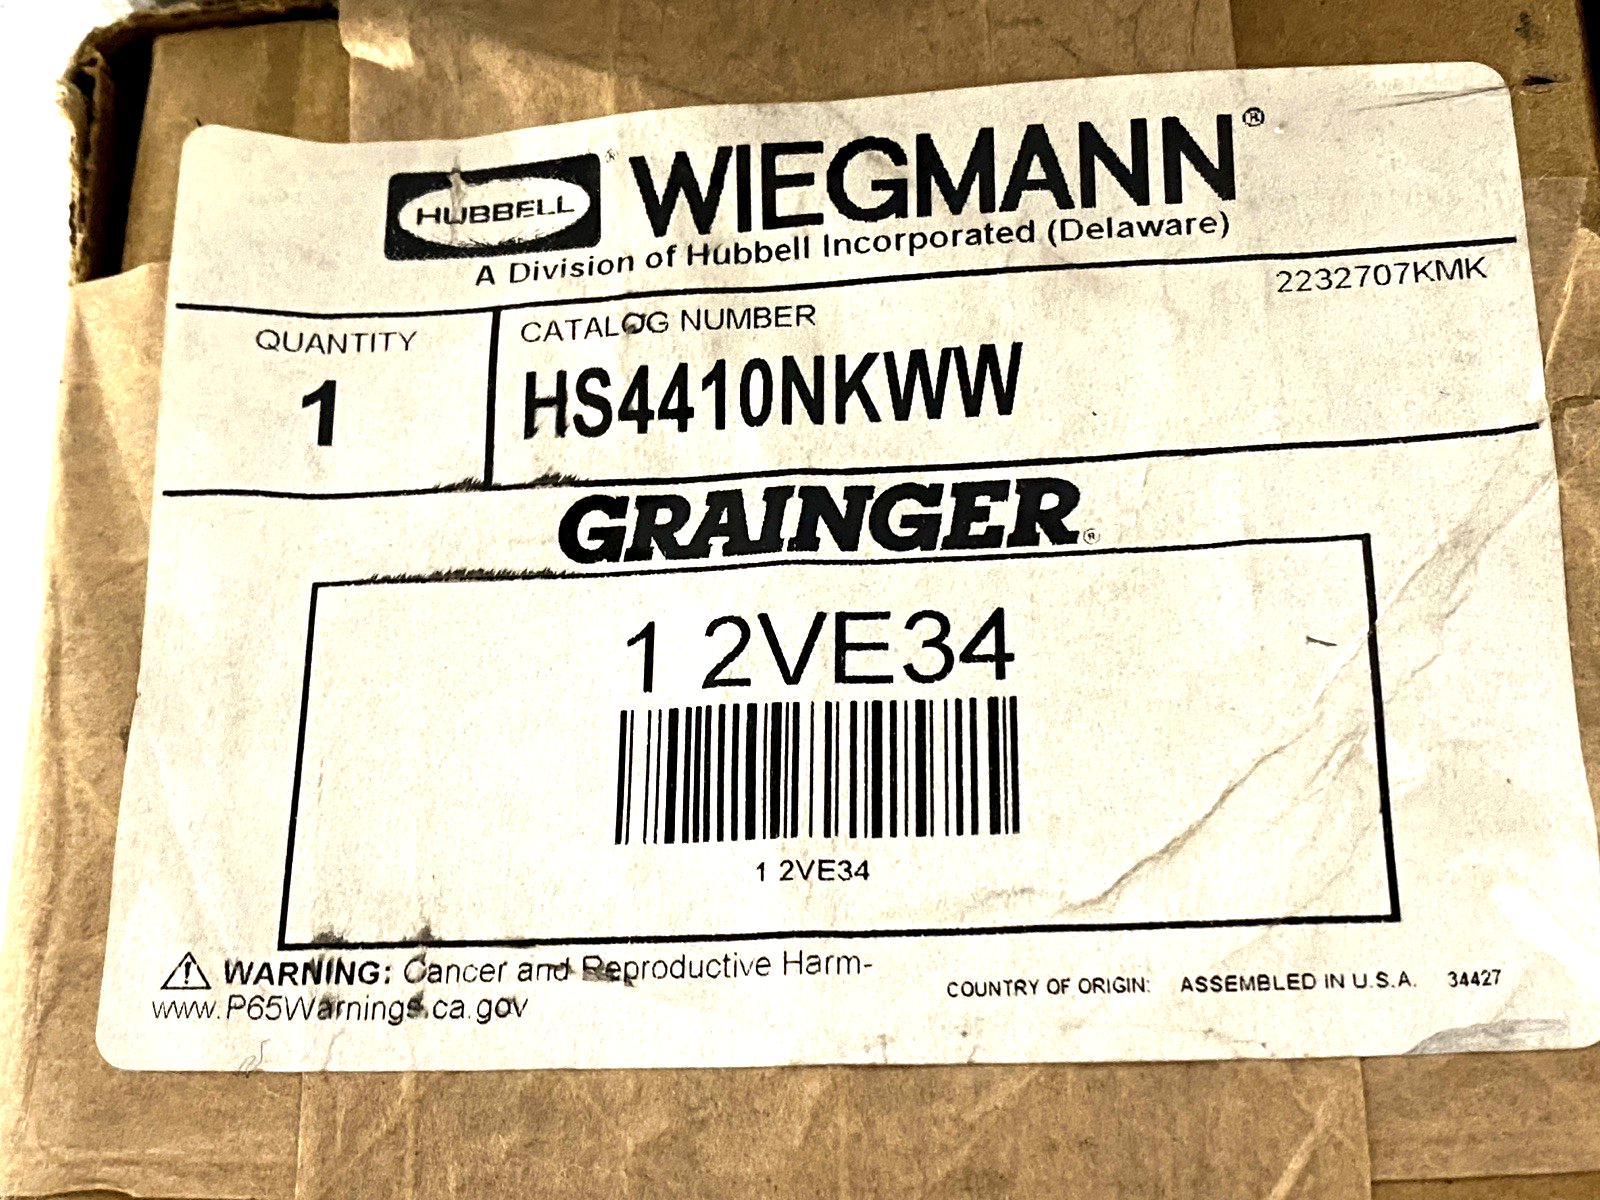 HUBBELL ® WIEGMANN®
A Division of Hubbell Incorporated (Delaware)
2232707KMK
QUANTITY
1
CATALOG NUMBER
HS4410NKWW
GRAINGER®
1 2VE34
1 2VE34
⚠ WARNING: Cancer and Reproductive Harm-
www.P65Warnings.ca.gov
COUNTRY OF ORIGIN: ASSEMBLED IN U.S.A. 34427